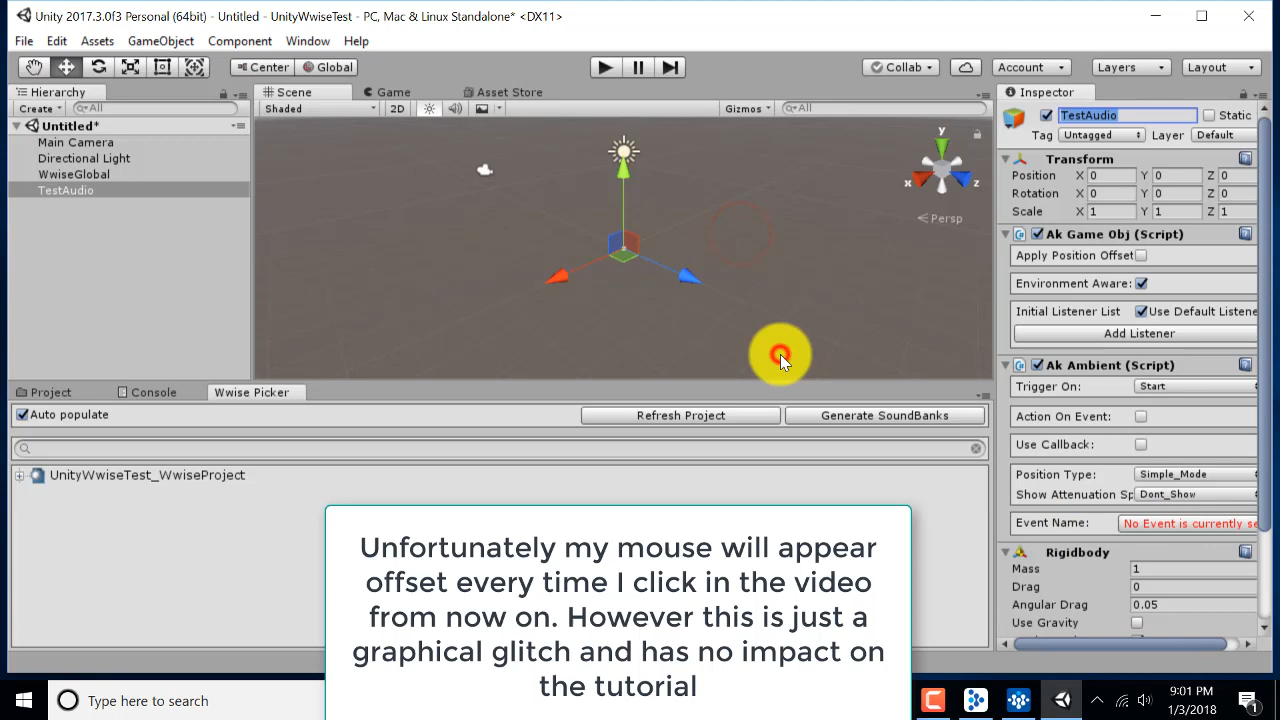 Unity 2017.3.0f3 Personal (64bit) - Untitled - UnityWwiseTest - PC, Mac & Linux Standalone* <DX11>
File Edit Assets GameObject Component Window Help
Center Global Collab Account Layers Layout
Hierarchy Scene Game Asset Store Inspector
Create All Shaded 2D Gizmos All TestAudio Static
Untitled* y Tag Untagged Layer Default
Main Camera
Directional Light Transform
WwiseGlobal x z Position X 0 Y 0 Z 0
TestAudio Rotation X 0 Y 0 Z 0
Persp Scale X 1 Y 1 Z 1
Ak Game Obj (Script)
Apply Position Offset
Environment Aware:
Initial Listener List Use Default Listene
Add Listener
Ak Ambient (Script)
Trigger On: Start
Project Console Wwise Picker
Auto populate Refresh Project Generate SoundBanks Action On Event:
Use Callback:
UnityWwiseTest_WwiseProject Position Type: Simple_Mode
Show Attenuation Sp Dont_Show
Event Name: No Event is currently se
Rigidbody
Mass 1
Drag 0
Angular Drag 0.05
Use Gravity
Unfortunately my mouse will appear
offset every time I click in the video
from now on. However this is just a
graphical glitch and has no impact on
the tutorial
Type here to search 9:01 PM
1/3/2018 1